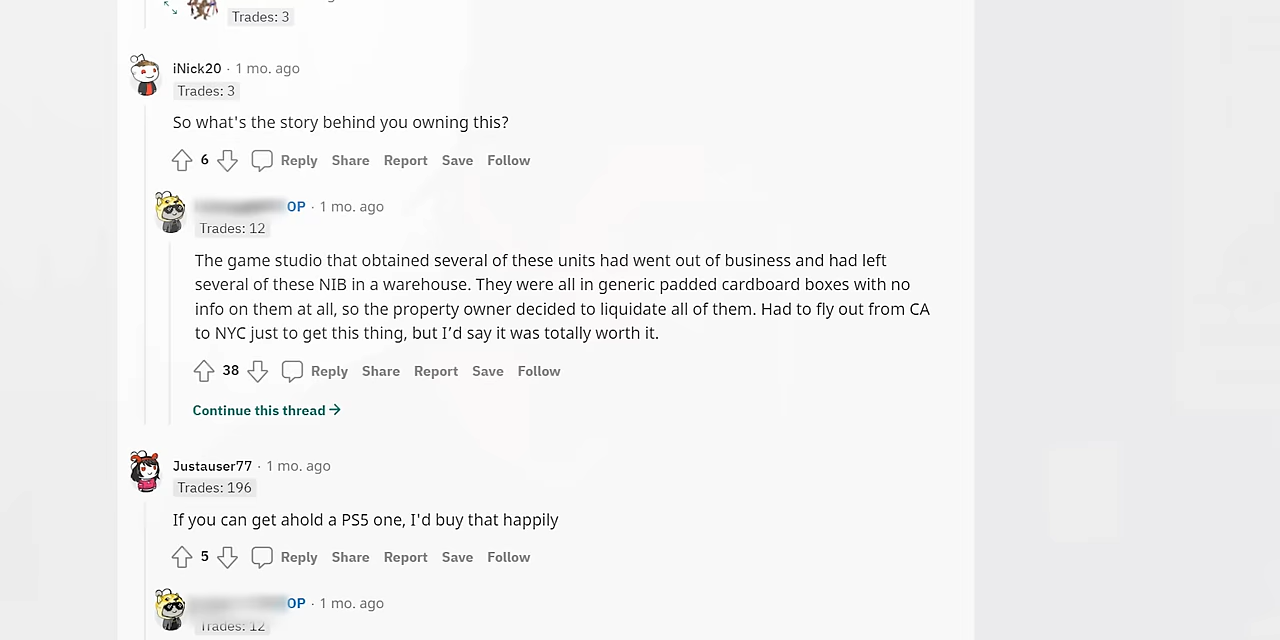 Trades: 3
iNick20 · 1 mo. ago
Trades: 3
So what's the story behind you owning this?
6 Reply Share Report Save Follow
OP · 1 mo. ago
Trades: 12
The game studio that obtained several of these units had went out of business and had left
several of these NIB in a warehouse. They were all in generic padded cardboard boxes with no
info on them at all, so the property owner decided to liquidate all of them. Had to fly out from CA
to NYC just to get this thing, but I’d say it was totally worth it.
38 Reply Share Report Save Follow
Continue this thread →
Justauser77 · 1 mo. ago
Trades: 196
If you can get ahold a PS5 one, I'd buy that happily
5 Reply Share Report Save Follow
OP · 1 mo. ago
Trades: 12